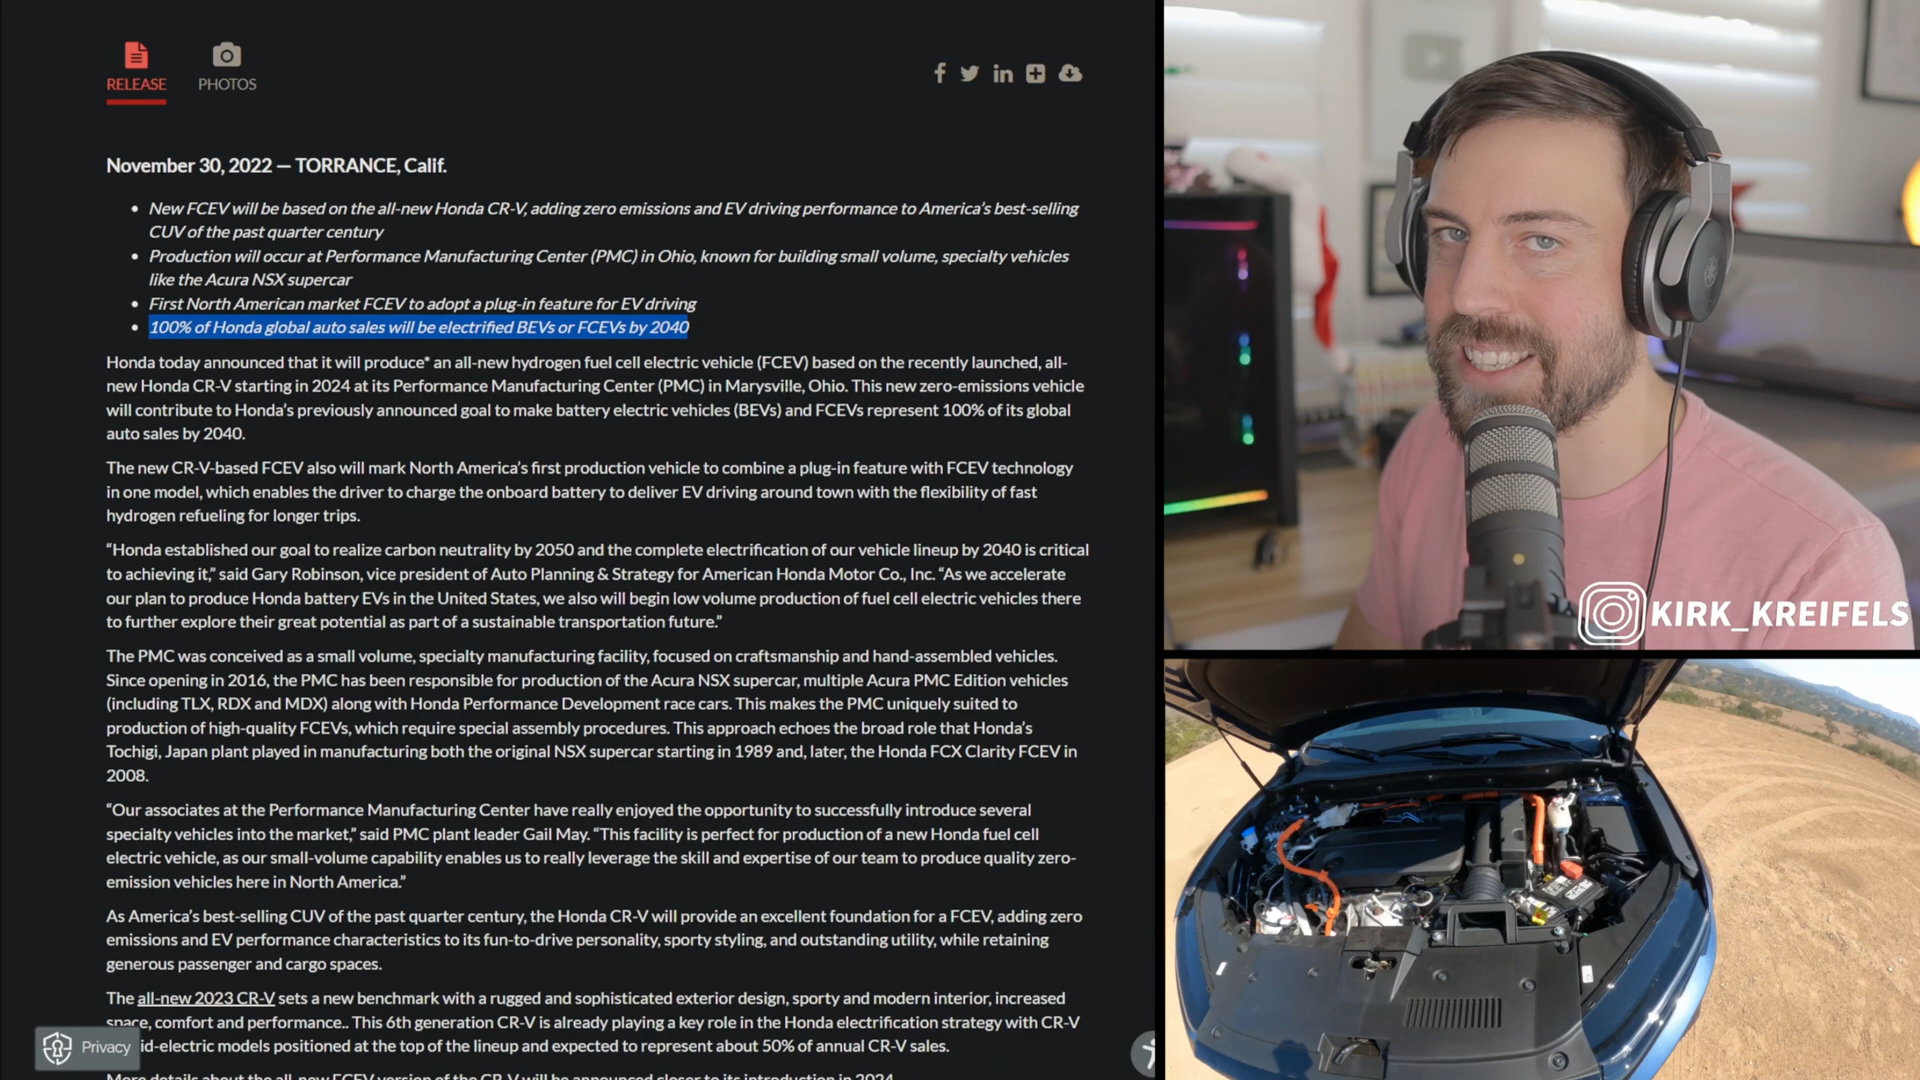 RELEASE
PHOTOS
November 30, 2022 — TORRANCE, Calif.
• New FCEV will be based on the all-new Honda CR-V, adding zero emissions and EV driving performance to America's best-selling
CUV of the past quarter century
• Production will occur at Performance Manufacturing Center (PMC) in Ohio, known for building small volume, specialty vehicles
like the Acura NSX supercar
• First North American market FCEV to adopt a plug-in feature for EV driving
• 100% of Honda global auto sales will be electrified BEVs or FCEVs by 2040
Honda today announced that it will produce* an all-new hydrogen fuel cell electric vehicle (FCEV) based on the recently launched, all-
new Honda CR-V starting in 2024 at its Performance Manufacturing Center (PMC) in Marysville, Ohio. This new zero-emissions vehicle
will contribute to Honda's previously announced goal to make battery electric vehicles (BEVs) and FCEVs represent 100% of its global
auto sales by 2040.
The new CR-V-based FCEV also will mark North America's first production vehicle to combine a plug-in feature with FCEV technology
in one model, which enables the driver to charge the onboard battery to deliver EV driving around town with the flexibility of fast
hydrogen refueling for longer trips.
“Honda established our goal to realize carbon neutrality by 2050 and the complete electrification of our vehicle lineup by 2040 is critical
to achieving it,” said Gary Robinson, vice president of Auto Planning & Strategy for American Honda Motor Co., Inc. “As we accelerate
our plan to produce Honda battery EVs in the United States, we also will begin low volume production of fuel cell electric vehicles there
to further explore their great potential as part of a sustainable transportation future.”
The PMC was conceived as a small volume, specialty manufacturing facility, focused on craftsmanship and hand-assembled vehicles.
Since opening in 2016, the PMC has been responsible for production of the Acura NSX supercar, multiple Acura PMC Edition vehicles
(including TLX, RDX and MDX) along with Honda Performance Development race cars. This makes the PMC uniquely suited to
production of high-quality FCEVs, which require special assembly procedures. This approach echoes the broad role that Honda's
Tochigi, Japan plant played in manufacturing both the original NSX supercar starting in 1989 and, later, the Honda FCX Clarity FCEV in
2008.
“Our associates at the Performance Manufacturing Center have really enjoyed the opportunity to successfully introduce several
specialty vehicles into the market,” said PMC plant leader Gail May. “This facility is perfect for production of a new Honda fuel cell
electric vehicle, as our small-volume capability enables us to really leverage the skill and expertise of our team to produce quality zero-
emission vehicles here in North America.”
As America's best-selling CUV of the past quarter century, the Honda CR-V will provide an excellent foundation for a FCEV, adding zero
emissions and EV performance characteristics to its fun-to-drive personality, sporty styling, and outstanding utility, while retaining
generous passenger and cargo spaces.
The all-new 2023 CR-V sets a new benchmark with a rugged and sophisticated exterior design, sporty and modern interior, increased
space, comfort and performance.. This 6th generation CR-V is already playing a key role in the Honda electrification strategy with CR-V
id-electric models positioned at the top of the lineup and expected to represent about 50% of annual CR-V sales.
More details about the all-new FCEV version of the CR-V will be announced closer to its introduction in 2024.
Privacy
KIRK_KREIFELS